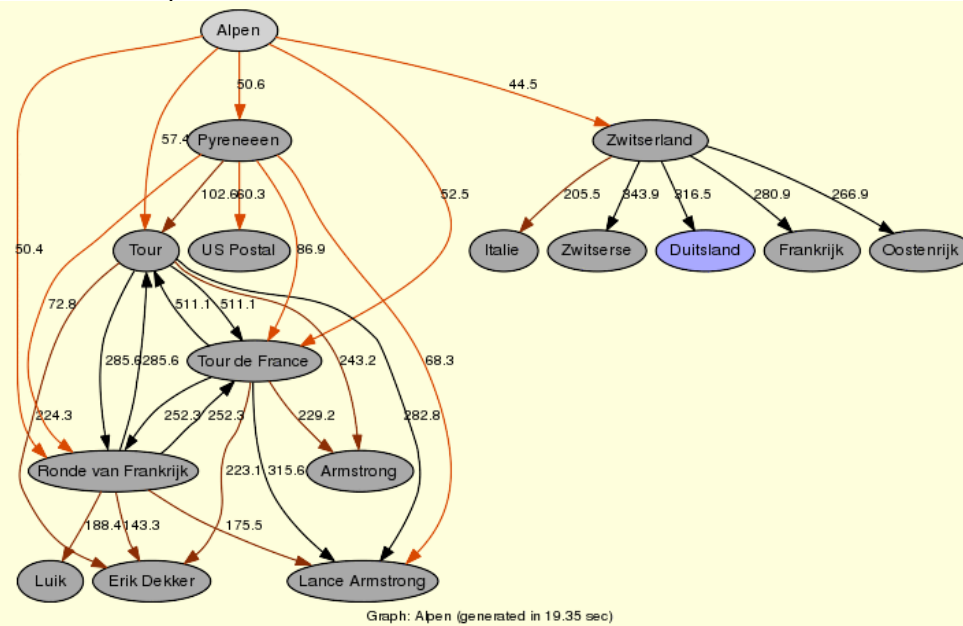 Alpen
50.6
44.5
57.4
Pyreneeen
Zwitserland
102.6
60.3
52.5
205.5
343.9
316.5
280.9
266.9
50.4
Tour
US Postal
86.9
Italie
Zwitserse
Duitsland
Frankrijk
Oostenrijk
72.8
511.1
511.1
285.6
285.6
Tour de France
243.2
68.3
224.3
252.3
252.3
229.2
282.8
Ronde van Frankrijk
223.1
315.6
Armstrong
188.4
143.3
175.5
Luik
Erik Dekker
Lance Armstrong
Graph: Alpen (generated in 19.35 sec)